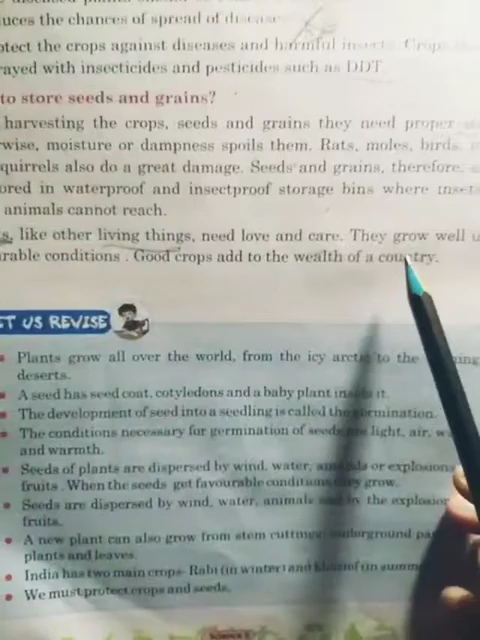 uces the chances of spread of disease
otect the crops against diseases and harmful insects. Crops
rayed with insecticides and pesticides such as DDT
to store seeds and grains?
harvesting the crops, seeds and grains they need proper
wise, moisture or dampness spoils them. Rats, moles, birds,
quirrels also do a great damage. Seeds and grains, therefore,
ored in waterproof and insectproof storage bins where insects
animals cannot reach.
s, like other living things, need love and care. They grow well u
rable conditions . Good crops add to the wealth of a country.
ET US REVISE
Plants grow all over the world, from the icy arctic to the
deserts.
A seed has seed coat, cotyledons and a baby plant inside it.
The development of seed into a seedling is called the germination.
The conditions necessary for germination of seeds are light, air, w
and warmth.
Seeds of plants are dispersed by wind, water, animals or explosion
fruits . When the seeds get favourable conditions they grow.
Seeds are dispersed by wind, water, animals and by the explosion
fruits.
A new plant can also grow from stem cuttings, underground pa
plants and leaves.
India has two main crops- Rabi (in winter) and Kharif (in summ
We must protect crops and seeds.